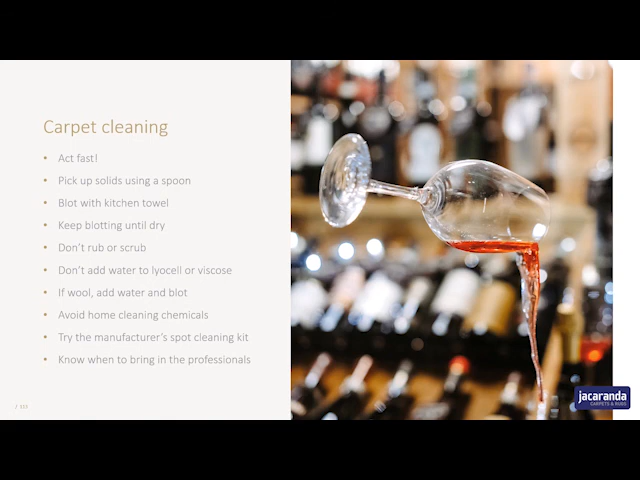 Carpet cleaning
• Act fast!
• Pick up solids using a spoon
• Blot with kitchen towel
• Keep blotting until dry
• Don't rub or scrub
• Don't add water to lyocell or viscose
• If wool, add water and blot
• Avoid home cleaning chemicals
• Try the manufacturer's spot cleaning kit
• Know when to bring in the professionals
jacaranda
CARPETS & RUGS